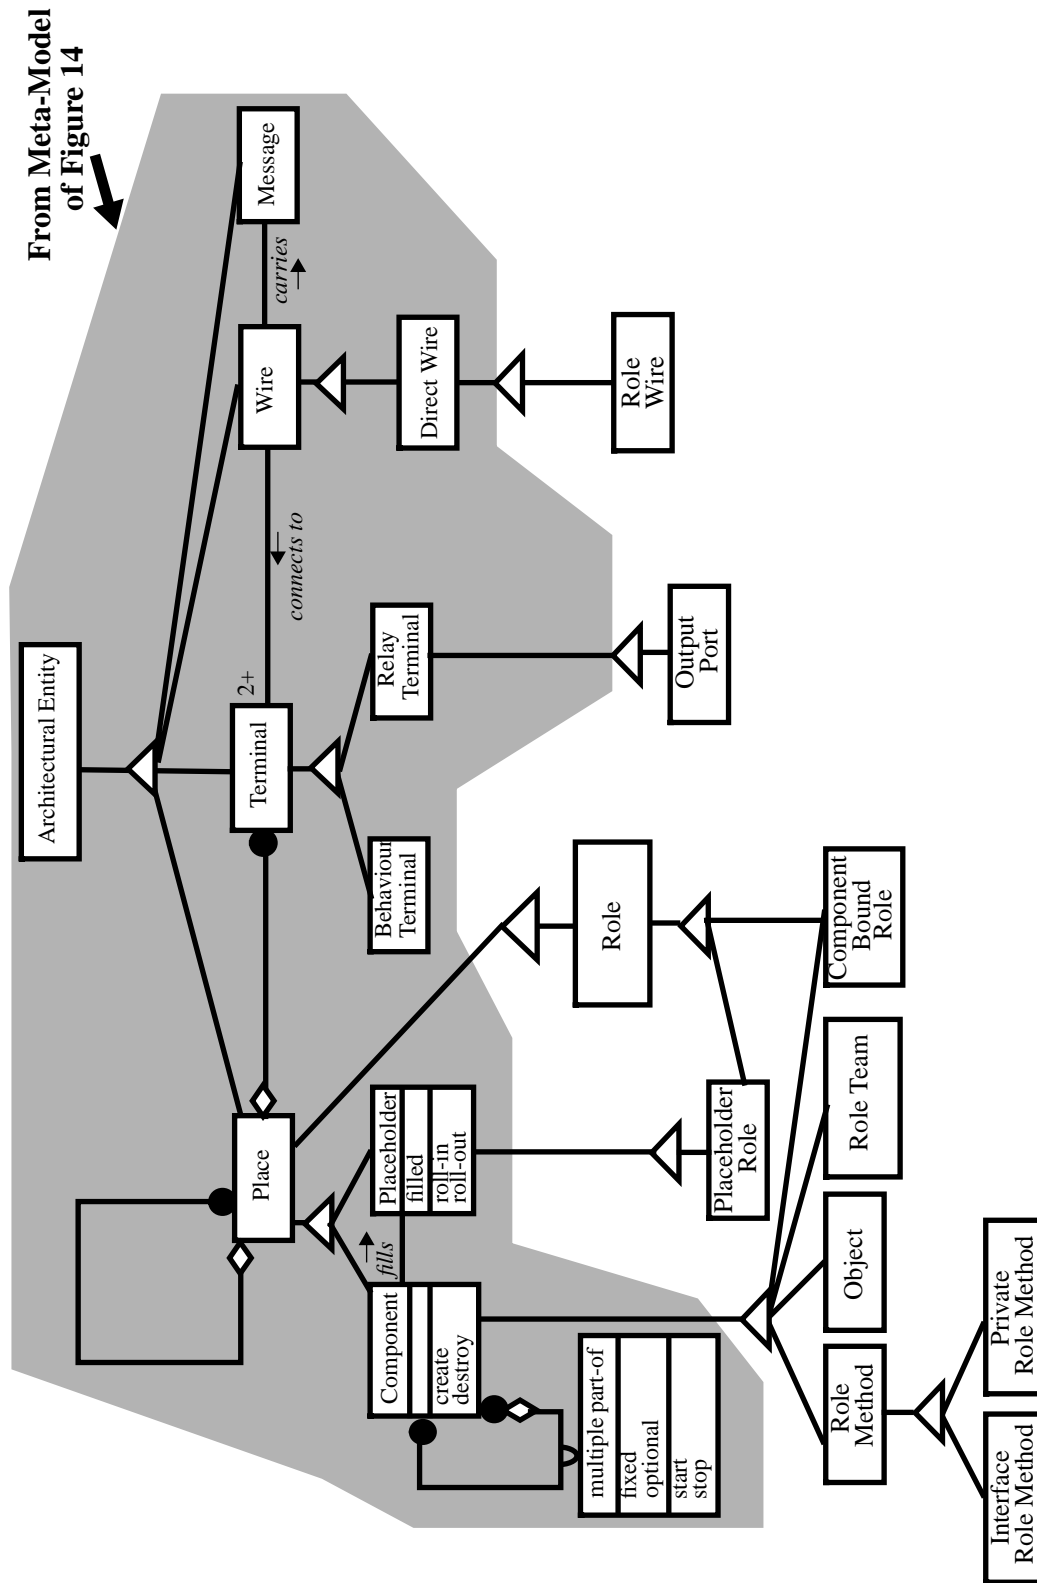 From Meta-Model
of Figure 14
Architectural Entity
Place
Terminal
2+
connects to
Wire
carries
Message
Component
create
destroy
fills
Placeholder
filled
roll-in
roll-out
Behaviour
Terminal
Relay
Terminal
Direct Wire
multiple part-of
fixed
optional
start
stop
Role
Output
Port
Role
Wire
Placeholder
Role
Role
Method
Object
Role Team
Component
Bound
Role
Interface
Role Method
Private
Role Method